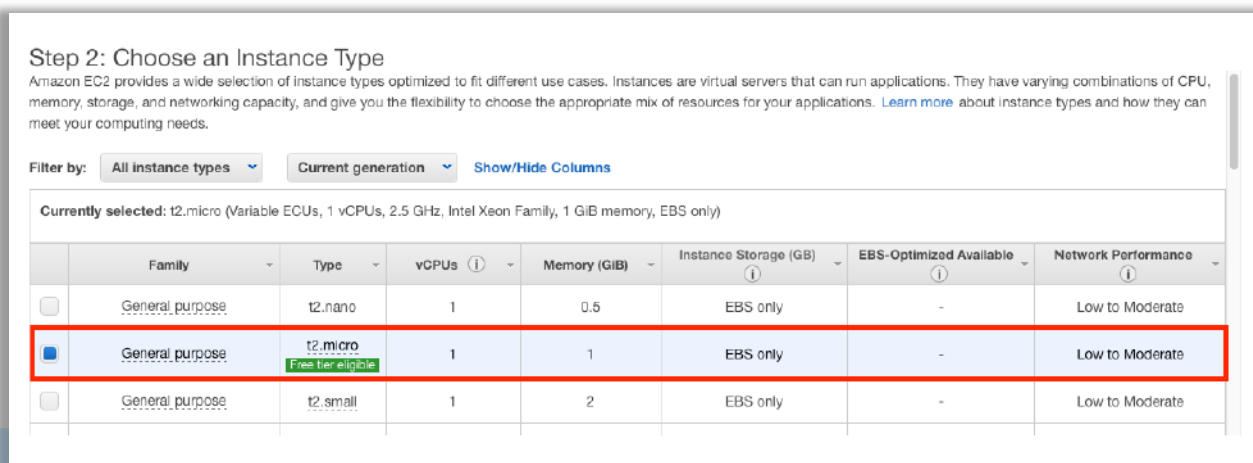 Step 2: Choose an Instance Type
Amazon EC2 provides a wide selection of instance types optimized to fit different use cases. Instances are virtual servers that can run applications. They have varying combinations of CPU,
memory, storage, and networking capacity, and give you the flexibility to choose the appropriate mix of resources for your applications. Learn more about instance types and how they can
meet your computing needs.
Filter by: All instance types Current generation Show/Hide Columns
Currently selected: t2.micro (Variable ECUs, 1 vCPUs, 2.5 GHz, Intel Xeon Family, 1 GiB memory, EBS only)
Family Type vCPUs Memory (GiB) Instance Storage (GB) EBS-Optimized Available Network Performance
General purpose t2.nano 1 0.5 EBS only - Low to Moderate
General purpose t2.micro 1 1 EBS only - Low to Moderate
Free tier eligible
General purpose t2.small 1 2 EBS only - Low to Moderate